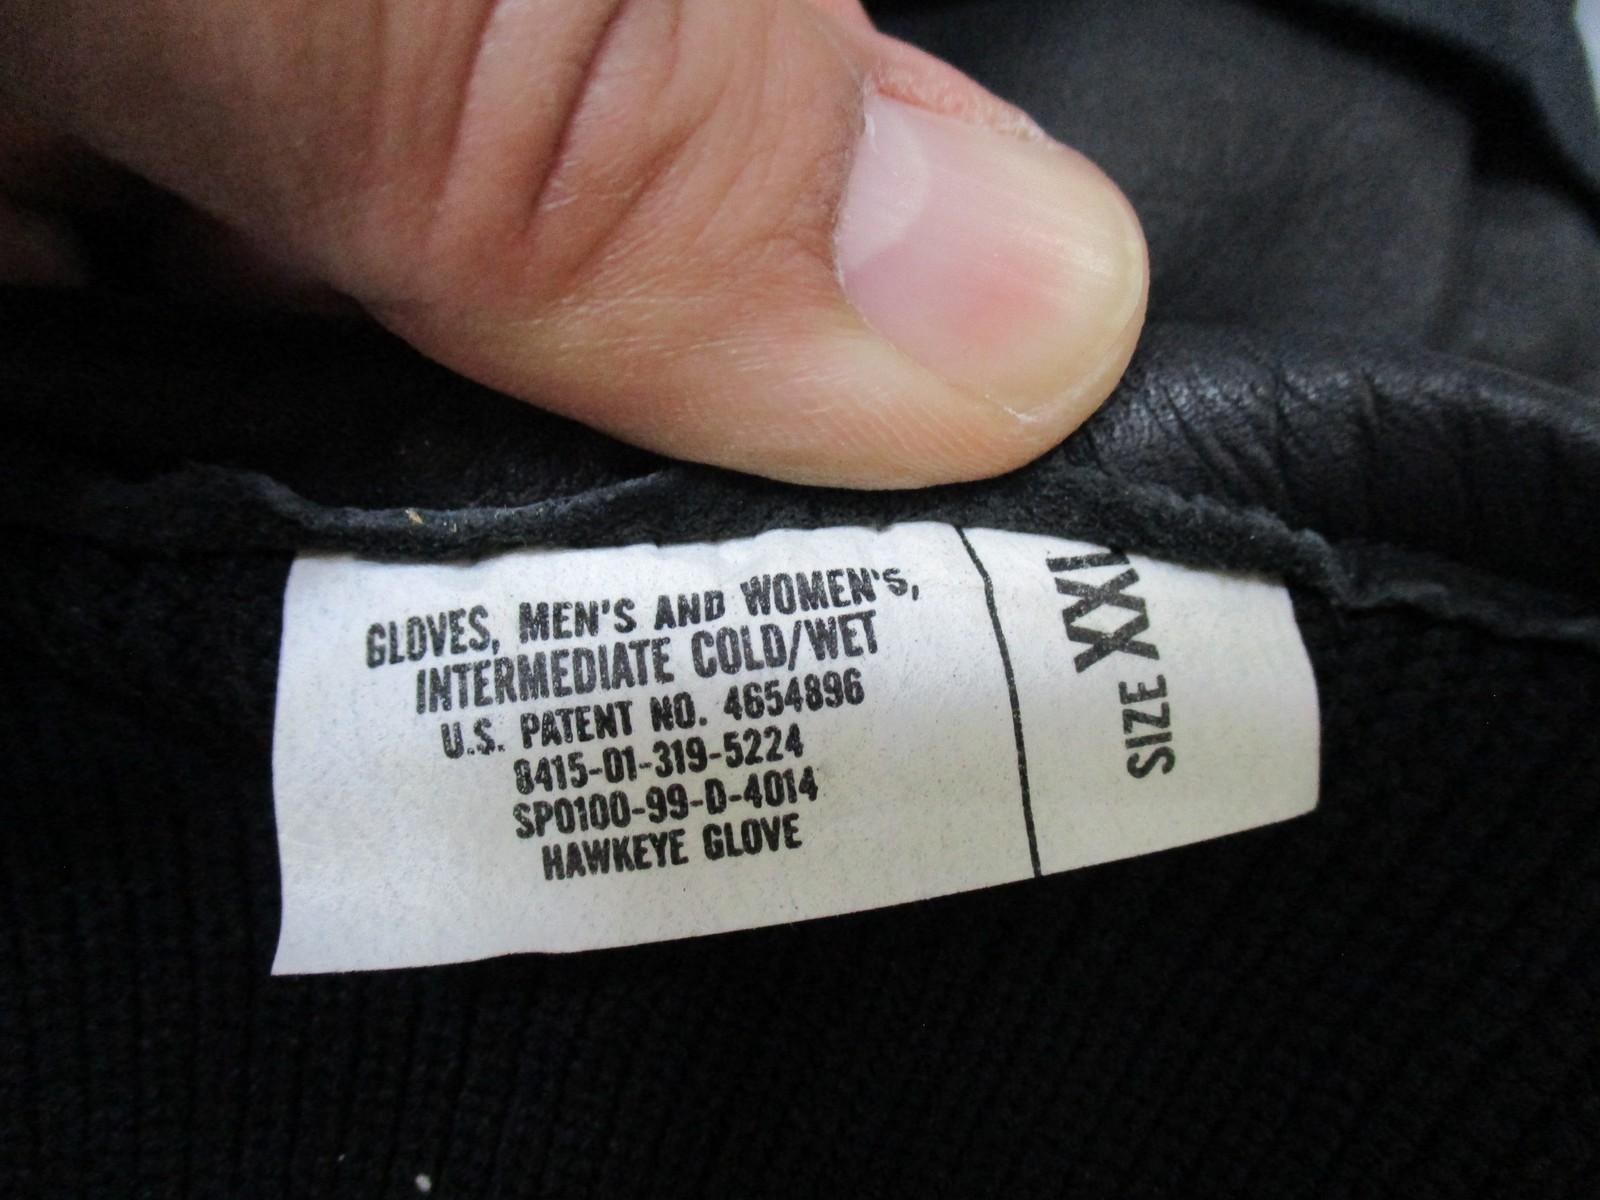 GLOVES, MEN'S AND WOMEN'S,
INTERMEDIATE COLD/WET
U.S. PATENT NO. 4654896
8415-01-319-5224
SP0100-99-D-4014
HAWKEYE GLOVE
SIZE XXL